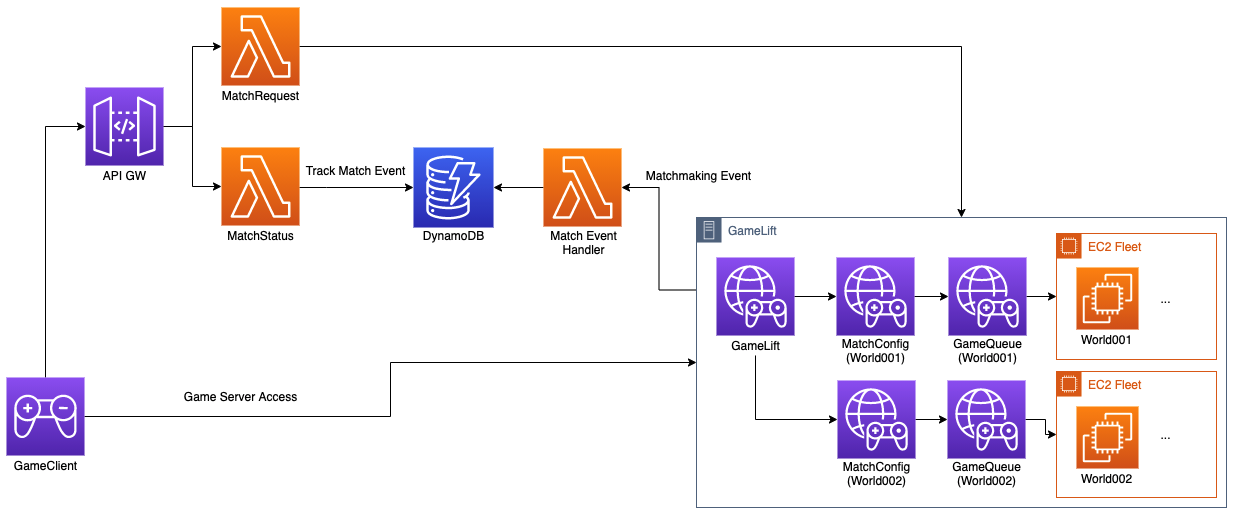 MatchRequest
API GW
Track Match Event
MatchStatus
DynamoDB
Match Event
Handler
Matchmaking Event
GameLift
GameLift
MatchConfig
(World001)
GameQueue
(World001)
EC2 Fleet
World001
...
MatchConfig
(World002)
GameQueue
(World002)
EC2 Fleet
World002
...
Game Server Access
GameClient